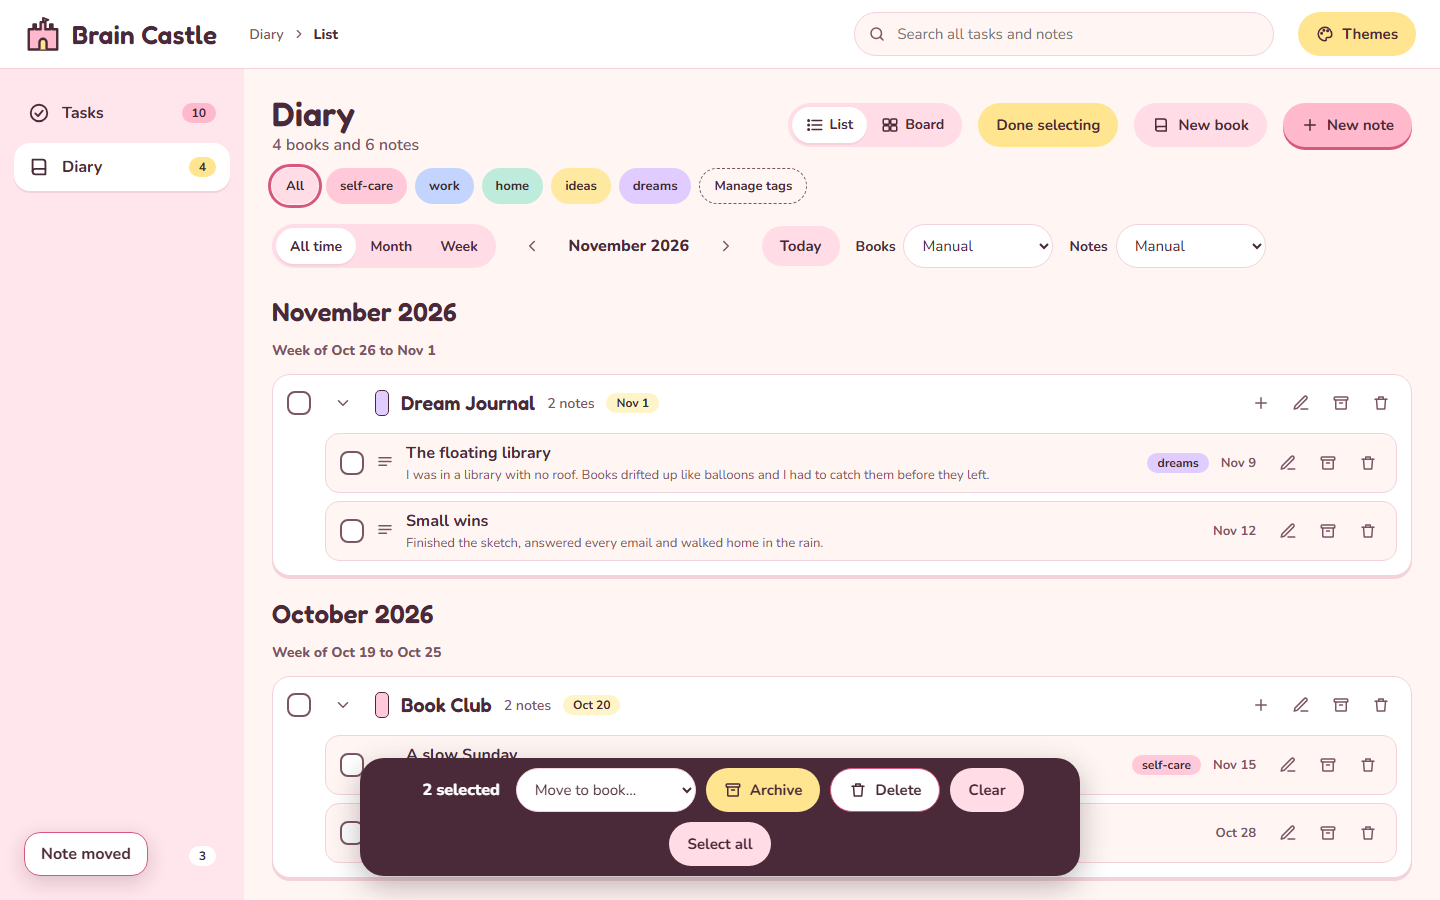 Brain Castle
Diary > List
Search all tasks and notes
Themes
Tasks 10
Diary 4
Diary
4 books and 6 notes
List Board Done selecting New book + New note
All self-care work home ideas dreams Manage tags
All time Month Week < November 2026 > Today Books Manual Notes Manual
November 2026
Week of Oct 26 to Nov 1
Dream Journal 2 notes Nov 1
The floating library
I was in a library with no roof. Books drifted up like balloons and I had to catch them before they left.
dreams Nov 9
Small wins
Finished the sketch, answered every email and walked home in the rain.
Nov 12
October 2026
Week of Oct 19 to Oct 25
Book Club 2 notes Oct 20
A slow Sunday
self-care Nov 15
2 selected Move to book... Archive Delete Clear
Select all
Oct 28
Note moved
3